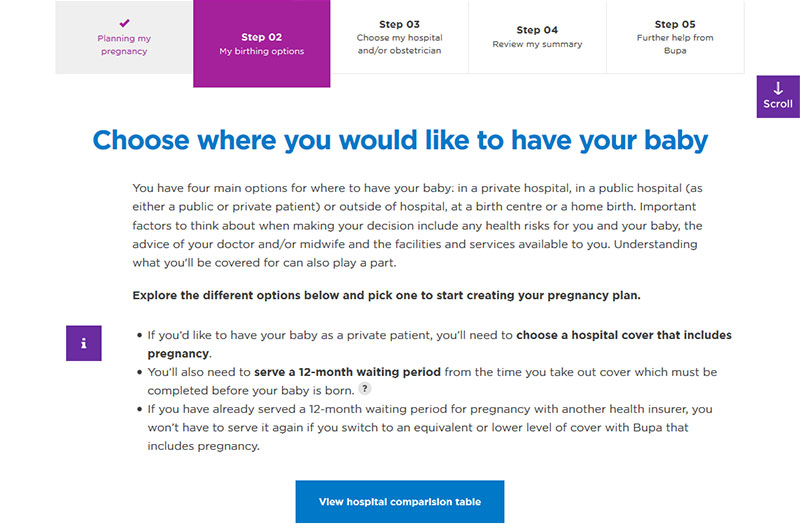 Planning my
pregnancy
Step 02
My birthing options
Step 03
Choose my hospital
and/or obstetrician
Step 04
Review my summary
Step 05
Further help from
Bupa
Scroll
Choose where you would like to have your baby
You have four main options for where to have your baby: in a private hospital, in a public hospital (as
either a public or private patient) or outside of hospital, at a birth centre or a home birth. Important
factors to think about when making your decision include any health risks for you and your baby, the
advice of your doctor and/or midwife and the facilities and services available to you. Understanding
what you'll be covered for can also play a part.
Explore the different options below and pick one to start creating your pregnancy plan.
i
• If you'd like to have your baby as a private patient, you'll need to choose a hospital cover that includes
pregnancy.
• You'll also need to serve a 12-month waiting period from the time you take out cover which must be
completed before your baby is born. ?
• If you have already served a 12-month waiting period for pregnancy with another health insurer, you
won't have to serve it again if you switch to an equivalent or lower level of cover with Bupa that
includes pregnancy.
View hospital comparision table